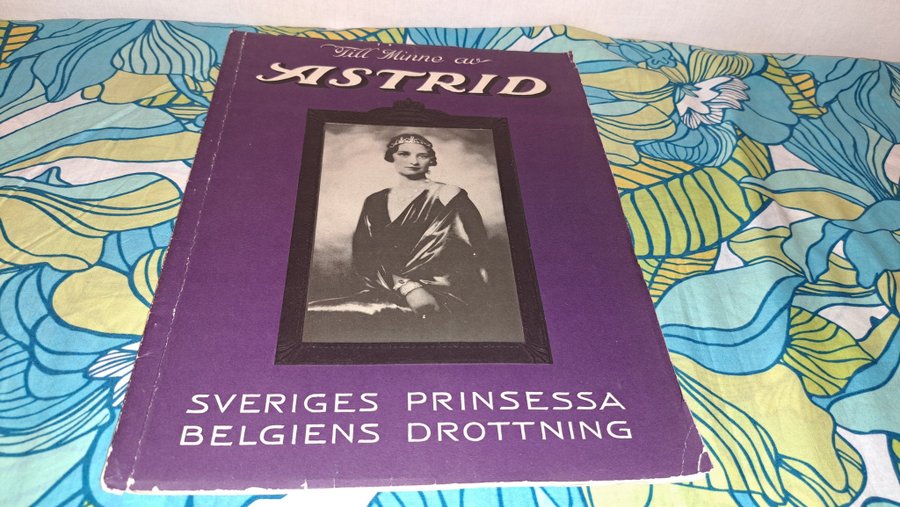 Till Minne av
ASTRID
SVERIGES PRINSESSA
BELGIENS DROTTNING